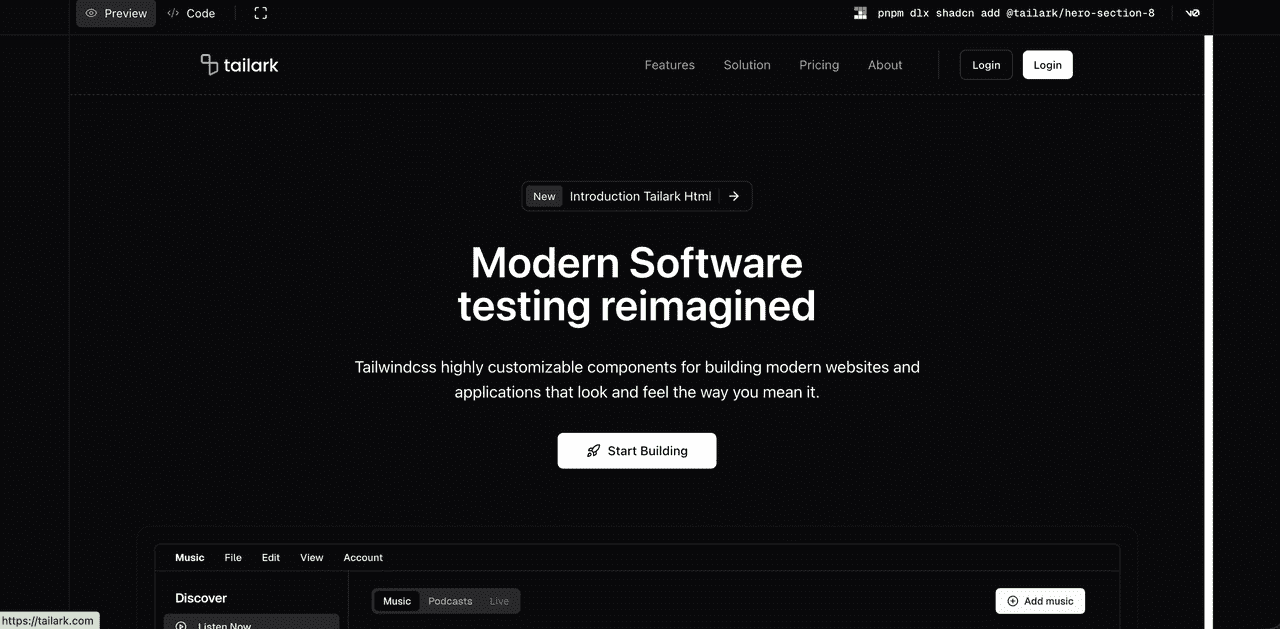 Preview
Code
pnpm dlx shadcn add @tailark/hero-section-8
v0
tailark
Features
Solution
Pricing
About
Login
Login
New
Introduction Tailark Html
Modern Software
testing reimagined
Tailwindcss highly customizable components for building modern websites and
applications that look and feel the way you mean it.
Start Building
Music
File
Edit
View
Account
Discover
Music
Podcasts
Live
Add music
Listen Now
https://tailark.com